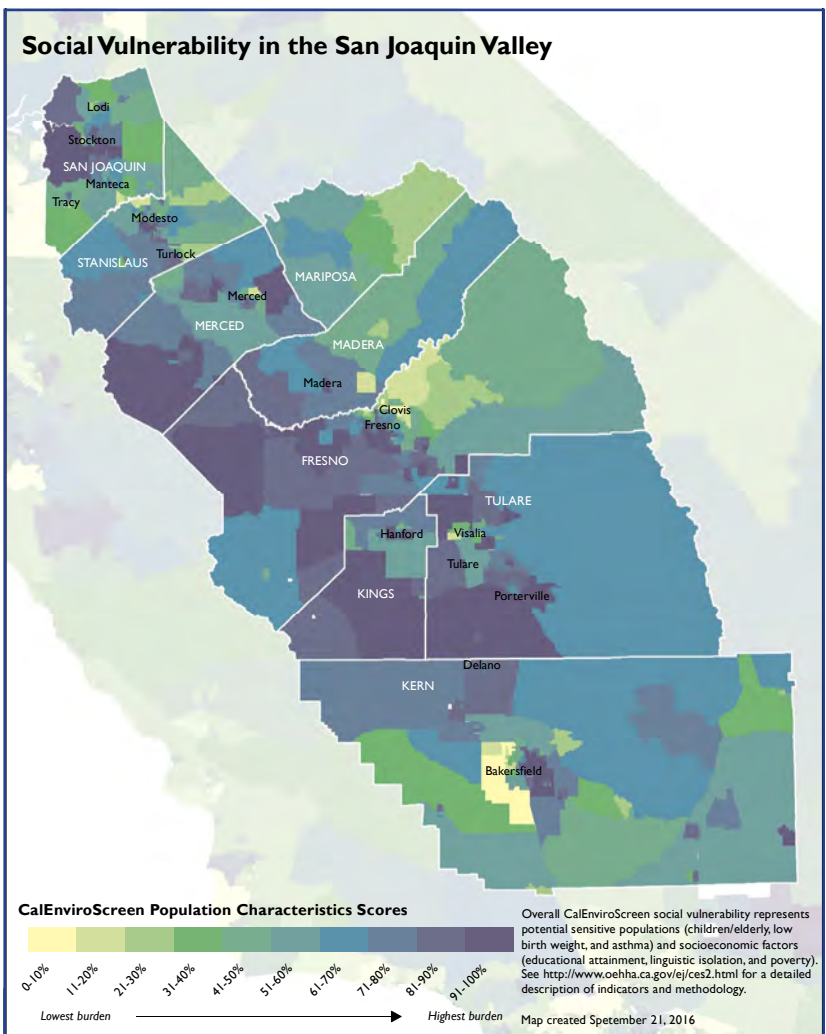 Social Vulnerability in the San Joaquin Valley
Lodi
Stockton
SAN JOAQUIN
Manteca
Tracy
Modesto
STANISLAUS
Turlock
MARIPOSA
Merced
MERCED
MADERA
Madera
Clovis
Fresno
FRESNO
TULARE
Hanford
Visalia
Tulare
KINGS
Porterville
Delano
KERN
Bakersfield
CalEnviroScreen Population Characteristics Scores
0-10%
11-20%
21-30%
31-40%
41-50%
51-60%
61-70%
71-80%
81-90%
91-100%
Lowest burden
Highest burden
Overall CalEnviroScreen social vulnerability represents
potential sensitive populations (children/elderly, low
birth weight, and asthma) and socioeconomic factors
(educational attainment, linguistic isolation, and poverty).
See http://www.oehha.ca.gov/ej/ces2.html for a detailed
description of indicators and methodology.
Map created Spetember 21, 2016